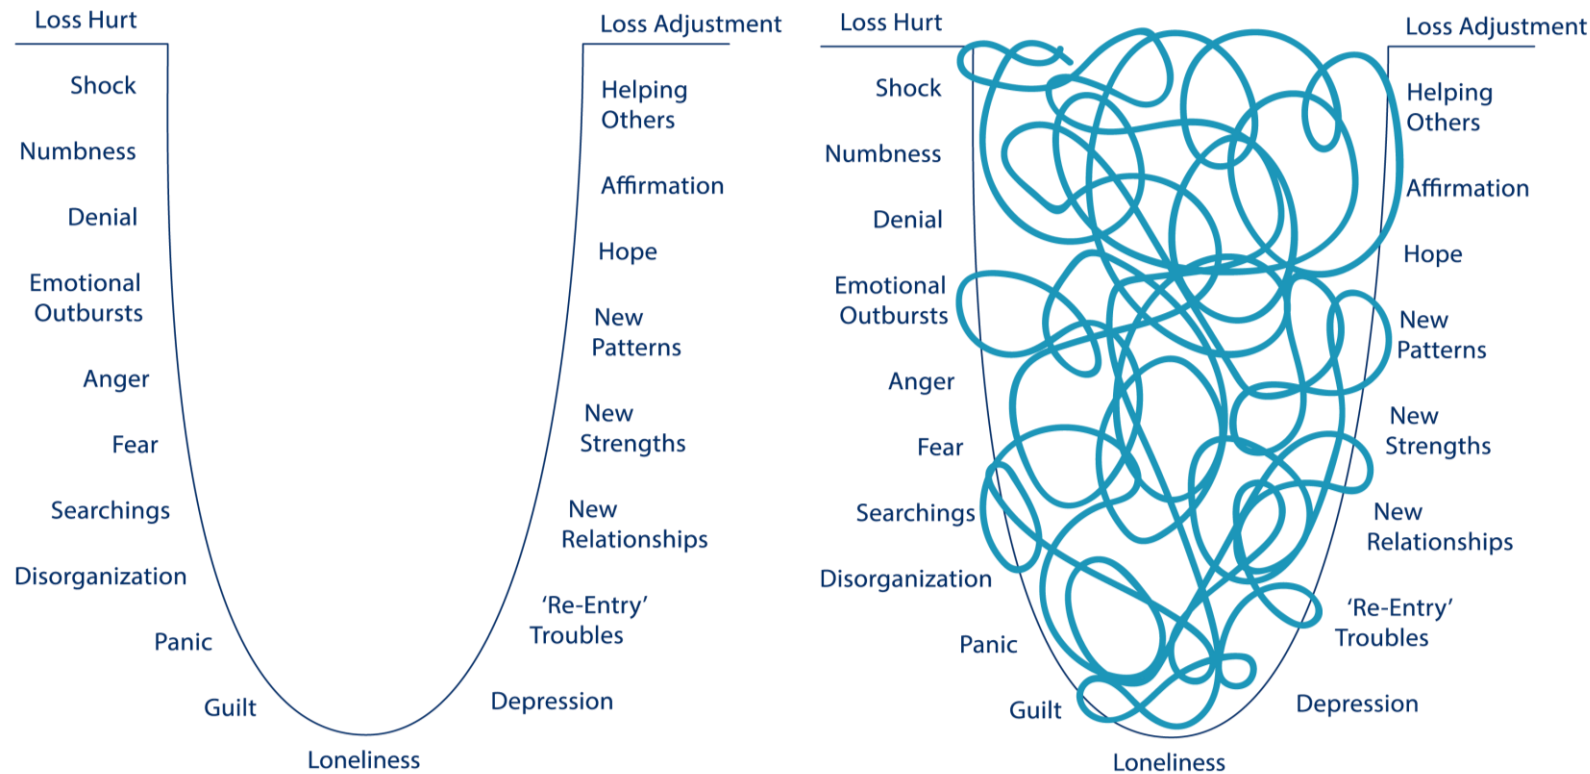 Loss Hurt
Shock
Numbness
Denial
Emotional
Outbursts
Anger
Fear
Searchings
Disorganization
Panic
Guilt
Loneliness
Depression
‘Re-Entry’
Troubles
New
Relationships
New
Strengths
New
Patterns
Hope
Affirmation
Helping
Others
Loss Adjustment
Loss Hurt
Shock
Numbness
Denial
Emotional
Outbursts
Anger
Fear
Searchings
Disorganization
Panic
Guilt
Loneliness
Depression
‘Re-Entry’
Troubles
New
Relationships
New
Strengths
New
Patterns
Hope
Affirmation
Helping
Others
Loss Adjustment